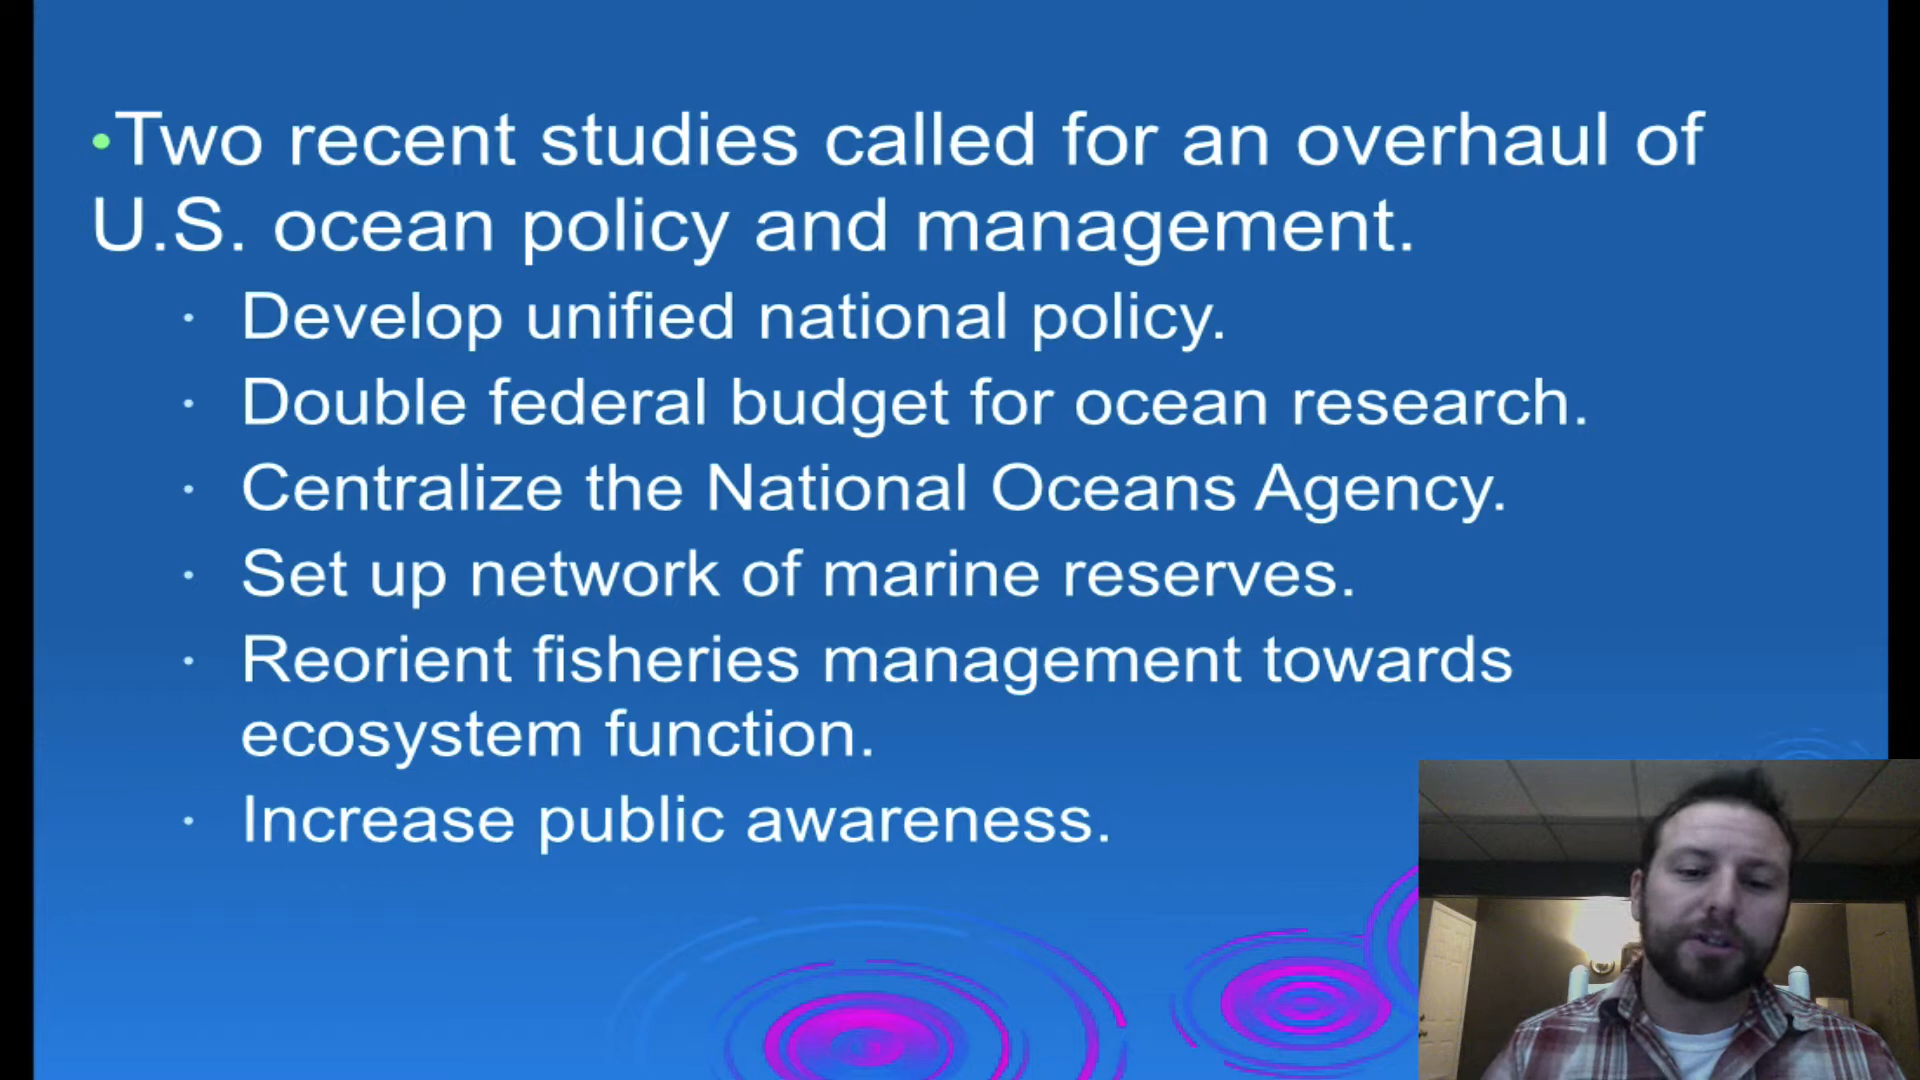 •Two recent studies called for an overhaul of
U.S. ocean policy and management.
· Develop unified national policy.
· Double federal budget for ocean research.
· Centralize the National Oceans Agency.
· Set up network of marine reserves.
· Reorient fisheries management towards
ecosystem function.
· Increase public awareness.